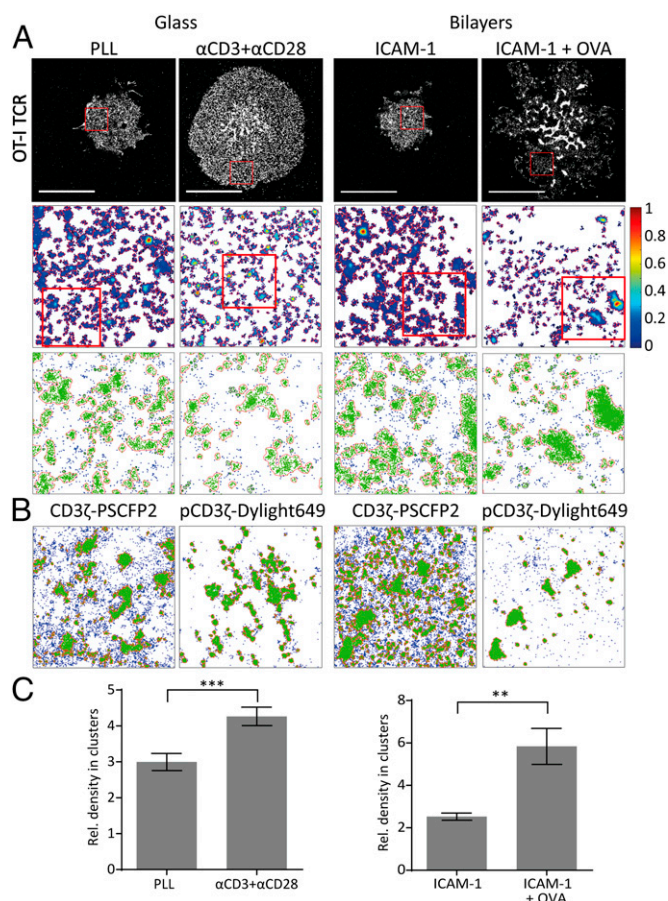 Glass Bilayers
A PLL αCD3+αCD28 ICAM-1 ICAM-1 + OVA
OT-I TCR
1
0.8
0.6
0.4
0.2
0
B CD3ζ-PSCFP2 pCD3ζ-Dylight649 CD3ζ-PSCFP2 pCD3ζ-Dylight649
C
Rel. density in clusters
5
4
3
2
1
0
***
PLL αCD3+αCD28
Rel. density in clusters
8
6
4
2
0
**
ICAM-1 ICAM-1
+ OVA